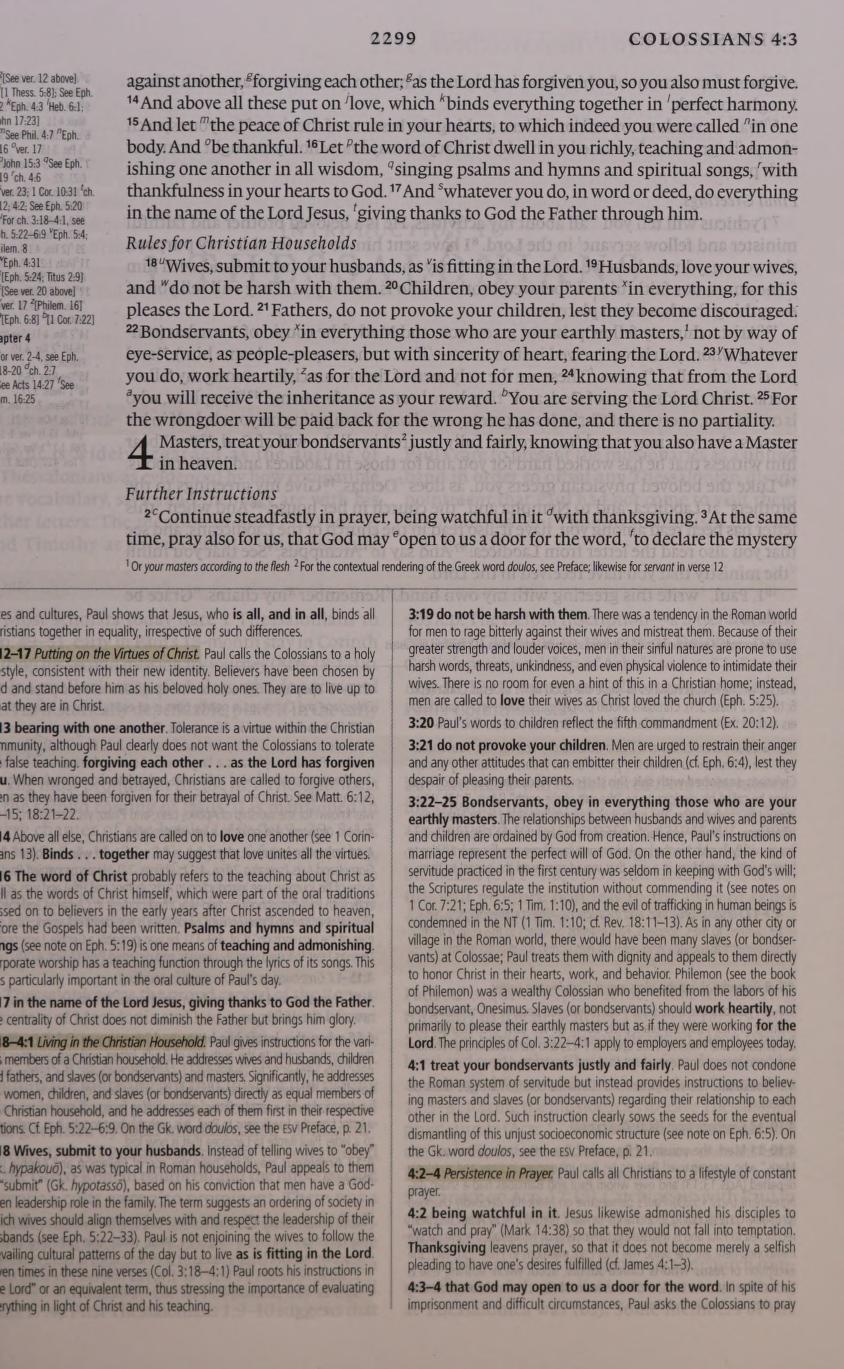 2299 COLOSSIANS 4:3
[See ver. 12 above]
[1 Thess. 5:8]; See Eph.
Eph. 4:3 Heb. 6:1;
hn 17:23]
m See Phil. 4:7 n Eph.
16 o ver. 17
John 15:3 q See Eph.
19 r ch. 4:6
ver. 23; 1 Cor. 10:31 t ch.
12; 4:2; See Eph. 5:20
For ch. 3:18–4:1, see
h. 5:22–6:9 v Eph. 5:4;
ilem. 8
Eph. 4:31
[Eph. 5:24; Titus 2:9]
[See ver. 20 above]
ver. 17 z [Philem. 16]
[Eph. 6:8] b [1 Cor. 7:22]
apter 4
or ver. 2–4, see Eph.
18-20 d ch. 2:7
ee Acts 14:27 f See
m. 16:25
against another, g forgiving each other; g as the Lord has forgiven you, so you also must forgive.
14 And above all these put on j love, which k binds everything together in l perfect harmony.
15 And let m the peace of Christ rule in your hearts, to which indeed you were called n in one
body. And o be thankful. 16 Let p the word of Christ dwell in you richly, teaching and admon-
ishing one another in all wisdom, q singing psalms and hymns and spiritual songs, r with
thankfulness in your hearts to God. 17 And s whatever you do, in word or deed, do everything
in the name of the Lord Jesus, t giving thanks to God the Father through him.
Rules for Christian Households
18 u Wives, submit to your husbands, as v is fitting in the Lord. 19 Husbands, love your wives,
and w do not be harsh with them. 20 Children, obey your parents x in everything, for this
pleases the Lord. 21 Fathers, do not provoke your children, lest they become discouraged.
22 Bondservants, obey x in everything those who are your earthly masters,1 not by way of
eye-service, as people-pleasers, but with sincerity of heart, fearing the Lord. 23 y Whatever
you do, work heartily, z as for the Lord and not for men, 24 knowing that from the Lord
a you will receive the inheritance as your reward. b You are serving the Lord Christ. 25 For
the wrongdoer will be paid back for the wrong he has done, and there is no partiality.
4 Masters, treat your bondservants2 justly and fairly, knowing that you also have a Master
in heaven.
Further Instructions
2 c Continue steadfastly in prayer, being watchful in it d with thanksgiving. 3 At the same
time, pray also for us, that God may e open to us a door for the word, f to declare the mystery
1 Or your masters according to the flesh 2 For the contextual rendering of the Greek word doulos, see Preface; likewise for servant in verse 12
es and cultures, Paul shows that Jesus, who is all, and in all, binds all
ristians together in equality, irrespective of such differences.
12–17 Putting on the Virtues of Christ. Paul calls the Colossians to a holy
style, consistent with their new identity. Believers have been chosen by
d and stand before him as his beloved holy ones. They are to live up to
at they are in Christ.
13 bearing with one another. Tolerance is a virtue within the Christian
mmunity, although Paul clearly does not want the Colossians to tolerate
false teaching. forgiving each other . . . as the Lord has forgiven
u. When wronged and betrayed, Christians are called to forgive others,
en as they have been forgiven for their betrayal of Christ. See Matt. 6:12,
–15; 18:21–22.
14 Above all else, Christians are called on to love one another (see 1 Corin-
ans 13). Binds . . . together may suggest that love unites all the virtues.
16 The word of Christ probably refers to the teaching about Christ as
ll as the words of Christ himself, which were part of the oral traditions
ssed on to believers in the early years after Christ ascended to heaven,
ore the Gospels had been written. Psalms and hymns and spiritual
ngs (see note on Eph. 5:19) is one means of teaching and admonishing.
rporate worship has a teaching function through the lyrics of its songs. This
s particularly important in the oral culture of Paul's day.
17 in the name of the Lord Jesus, giving thanks to God the Father.
e centrality of Christ does not diminish the Father but brings him glory.
8–4:1 Living in the Christian Household. Paul gives instructions for the vari-
members of a Christian household. He addresses wives and husbands, children
d fathers, and slaves (or bondservants) and masters. Significantly, he addresses
women, children, and slaves (or bondservants) directly as equal members of
Christian household, and he addresses each of them first in their respective
tions. Cf. Eph. 5:22–6:9. On the Gk. word doulos, see the ESV Preface, p. 21.
8 Wives, submit to your husbands. Instead of telling wives to "obey"
k. hypakouō), as was typical in Roman households, Paul appeals to them
"submit" (Gk. hypotassō), based on his conviction that men have a God-
en leadership role in the family. The term suggests an ordering of society in
ich wives should align themselves with and respect the leadership of their
sbands (see Eph. 5:22–33). Paul is not enjoining the wives to follow the
vailing cultural patterns of the day but to live as is fitting in the Lord.
ven times in these nine verses (Col. 3:18–4:1) Paul roots his instructions in
e Lord" or an equivalent term, thus stressing the importance of evaluating
erything in light of Christ and his teaching.
3:19 do not be harsh with them. There was a tendency in the Roman world
for men to rage bitterly against their wives and mistreat them. Because of their
greater strength and louder voices, men in their sinful natures are prone to use
harsh words, threats, unkindness, and even physical violence to intimidate their
wives. There is no room for even a hint of this in a Christian home; instead,
men are called to love their wives as Christ loved the church (Eph. 5:25).
3:20 Paul's words to children reflect the fifth commandment (Ex. 20:12).
3:21 do not provoke your children. Men are urged to restrain their anger
and any other attitudes that can embitter their children (cf. Eph. 6:4), lest they
despair of pleasing their parents.
3:22–25 Bondservants, obey in everything those who are your
earthly masters. The relationships between husbands and wives and parents
and children are ordained by God from creation. Hence, Paul's instructions on
marriage represent the perfect will of God. On the other hand, the kind of
servitude practiced in the first century was seldom in keeping with God's will;
the Scriptures regulate the institution without commending it (see notes on
1 Cor. 7:21; Eph. 6:5; 1 Tim. 1:10), and the evil of trafficking in human beings is
condemned in the NT (1 Tim. 1:10; cf. Rev. 18:11–13). As in any other city or
village in the Roman world, there would have been many slaves (or bondser-
vants) at Colossae; Paul treats them with dignity and appeals to them directly
to honor Christ in their hearts, work, and behavior. Philemon (see the book
of Philemon) was a wealthy Colossian who benefited from the labors of his
bondservant, Onesimus. Slaves (or bondservants) should work heartily, not
primarily to please their earthly masters but as if they were working for the
Lord. The principles of Col. 3:22–4:1 apply to employers and employees today.
4:1 treat your bondservants justly and fairly. Paul does not condone
the Roman system of servitude but instead provides instructions to believ-
ing masters and slaves (or bondservants) regarding their relationship to each
other in the Lord. Such instruction clearly sows the seeds for the eventual
dismantling of this unjust socioeconomic structure (see note on Eph. 6:5). On
the Gk. word doulos, see the ESV Preface, p. 21.
4:2–4 Persistence in Prayer. Paul calls all Christians to a lifestyle of constant
prayer.
4:2 being watchful in it. Jesus likewise admonished his disciples to
"watch and pray" (Mark 14:38) so that they would not fall into temptation.
Thanksgiving leavens prayer, so that it does not become merely a selfish
pleading to have one's desires fulfilled (cf. James 4:1–3).
4:3–4 that God may open to us a door for the word. In spite of his
imprisonment and difficult circumstances, Paul asks the Colossians to pray